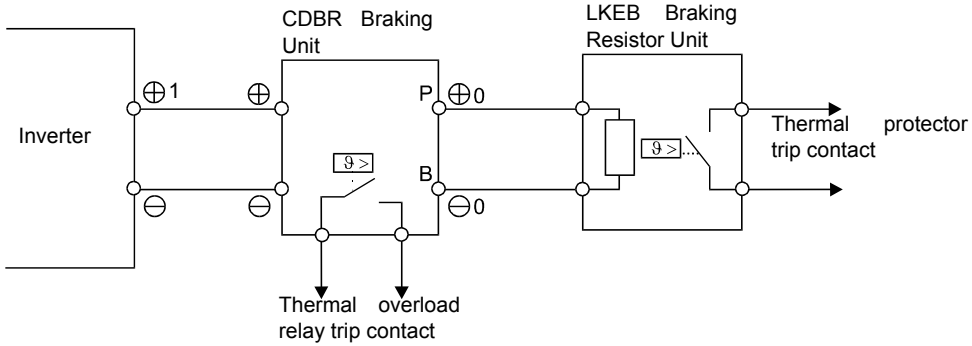 CDBR Braking
Unit
LKEB Braking
Resistor Unit
⊕1
⊕
P
⊕0
Inverter
Thermal protector
trip contact
ϑ >
ϑ >
B
⊖
⊖
⊖0
Thermal overload
relay trip contact